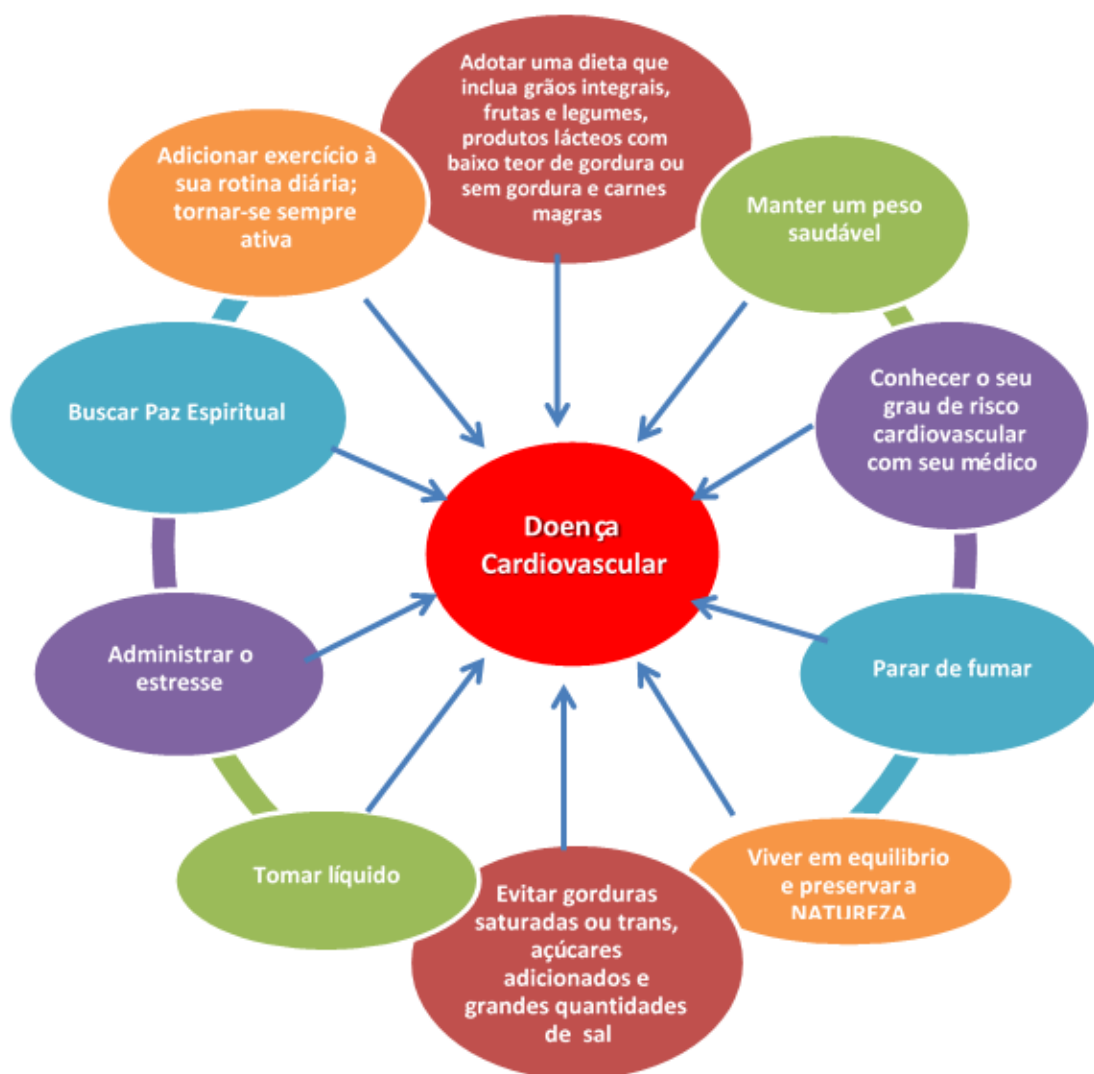 Adotar uma dieta que
inclua grãos integrais,
frutas e legumes,
produtos lácteos com
baixo teor de gordura ou
sem gordura e carnes
magras
Manter um peso
saudável
Conhecer o seu
grau de risco
cardiovascular
com seu médico
Parar de fumar
Viver em equilibrio
e preservar a
NATUREZA
Evitar gorduras
saturadas ou trans,
açúcares
adicionados e
grandes quantidades
de sal
Tomar líquido
Administrar o
estresse
Buscar Paz Espiritual
Adicionar exercício à
sua rotina diária;
tornar-se sempre
ativa
Doença
Cardiovascular